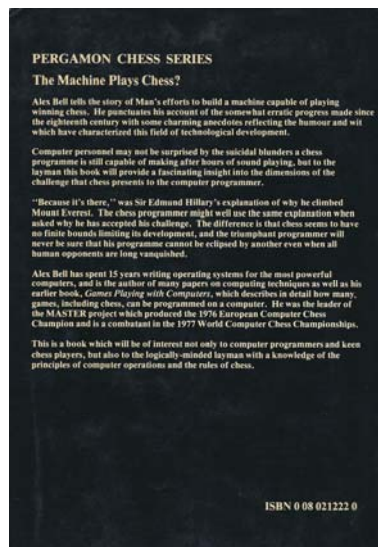 PERGAMON CHESS SERIES
The Machine Plays Chess?
Alex Bell tells the story of Man's efforts to build a machine capable of playing
winning chess. He punctuates his account of the somewhat erratic progress made since
the eighteenth century with some charming anecdotes reflecting the humour and wit
which have characterized this field of technological development.
Computer personnel may not be surprised by the suicidal blunders a chess
programme is still capable of making after hours of sound playing, but to the
layman this book will provide a fascinating insight into the dimensions of the
challenge that chess presents to the computer programmer.
"Because it's there," was Sir Edmund Hillary's explanation of why he climbed
Mount Everest. The chess programmer might well use the same explanation when
asked why he has accepted his challenge. The difference is that chess seems to have
no finite bounds limiting its development, and the triumphant programmer will
never be sure that his programme cannot be eclipsed by another even when all
human opponents are long vanquished.
Alex Bell has spent 15 years writing operating systems for the most powerful
computers, and is the author of many papers on computing techniques as well as his
earlier book, Games Playing with Computers, which describes in detail how many,
games, including chess, can be programmed on a computer. He was the leader of
the MASTER project which produced the 1976 European Computer Chess
Champion and is a combatant in the 1977 World Computer Chess Championships.
This is a book which will be of interest not only to computer programmers and keen
chess players, but also to the logically-minded layman with a knowledge of the
principles of computer operations and the rules of chess.
ISBN 0 08 021222 0